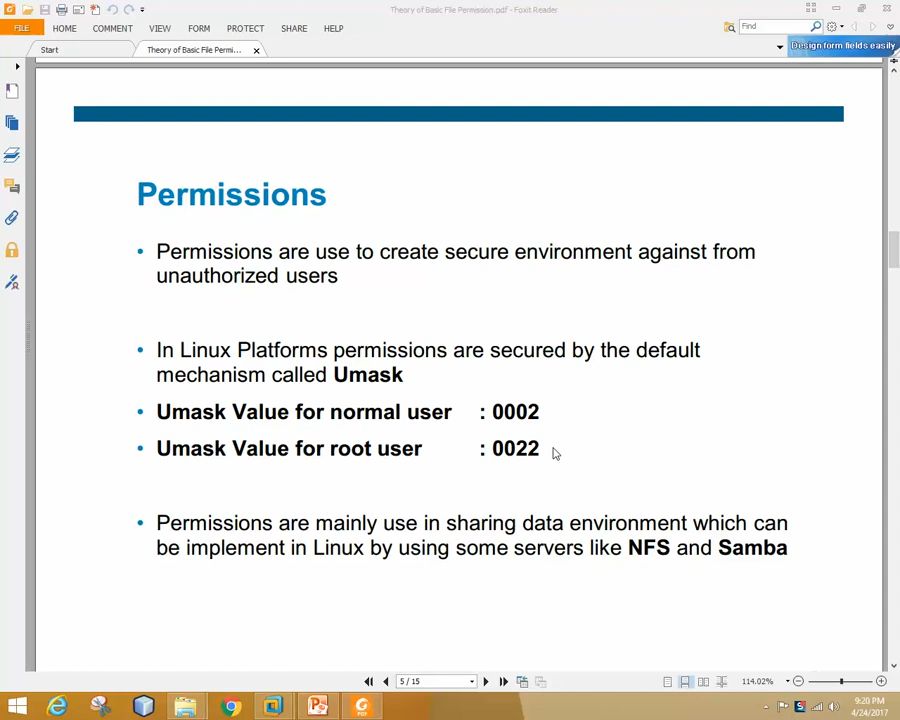 Theory of Basic File Permission.pdf - Foxit Reader
FILE HOME COMMENT VIEW FORM PROTECT SHARE HELP Find
Start Theory of Basic File Permi... Design form fields easily
Permissions
• Permissions are use to create secure environment against from
unauthorized users
• In Linux Platforms permissions are secured by the default
mechanism called Umask
• Umask Value for normal user : 0002
• Umask Value for root user : 0022
• Permissions are mainly use in sharing data environment which can
be implement in Linux by using some servers like NFS and Samba
5 / 15 114.02%
9:20 PM
4/24/2017